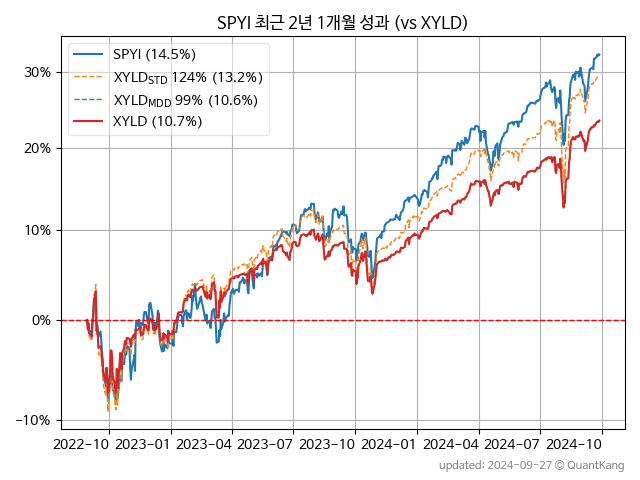 SPYI 최근 2년 1개월 성과 (vs XYLD)
SPYI (14.5%)
XYLD_STD 124% (13.2%)
XYLD_MDD 99% (10.6%)
XYLD (10.7%)
30%
20%
10%
0%
−10%
2022-10 2023-01 2023-04 2023-07 2023-10 2024-01 2024-04 2024-07 2024-10
updated: 2024-09-27 © QuantKang